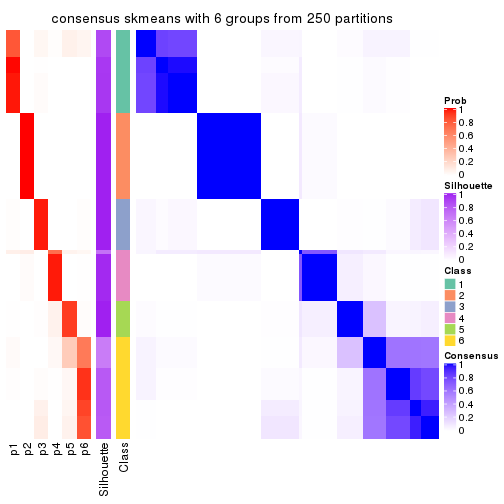 consensus skmeans with 6 groups from 250 partitions
Prob
1
0.8
0.6
0.4
0.2
0
Silhouette
1
0.8
0.6
0.4
0.2
0
Class
1
2
3
4
5
6
Consensus
1
0.8
0.6
0.4
0.2
0
p1
p2
p3
p4
p5
p6
Silhouette
Class